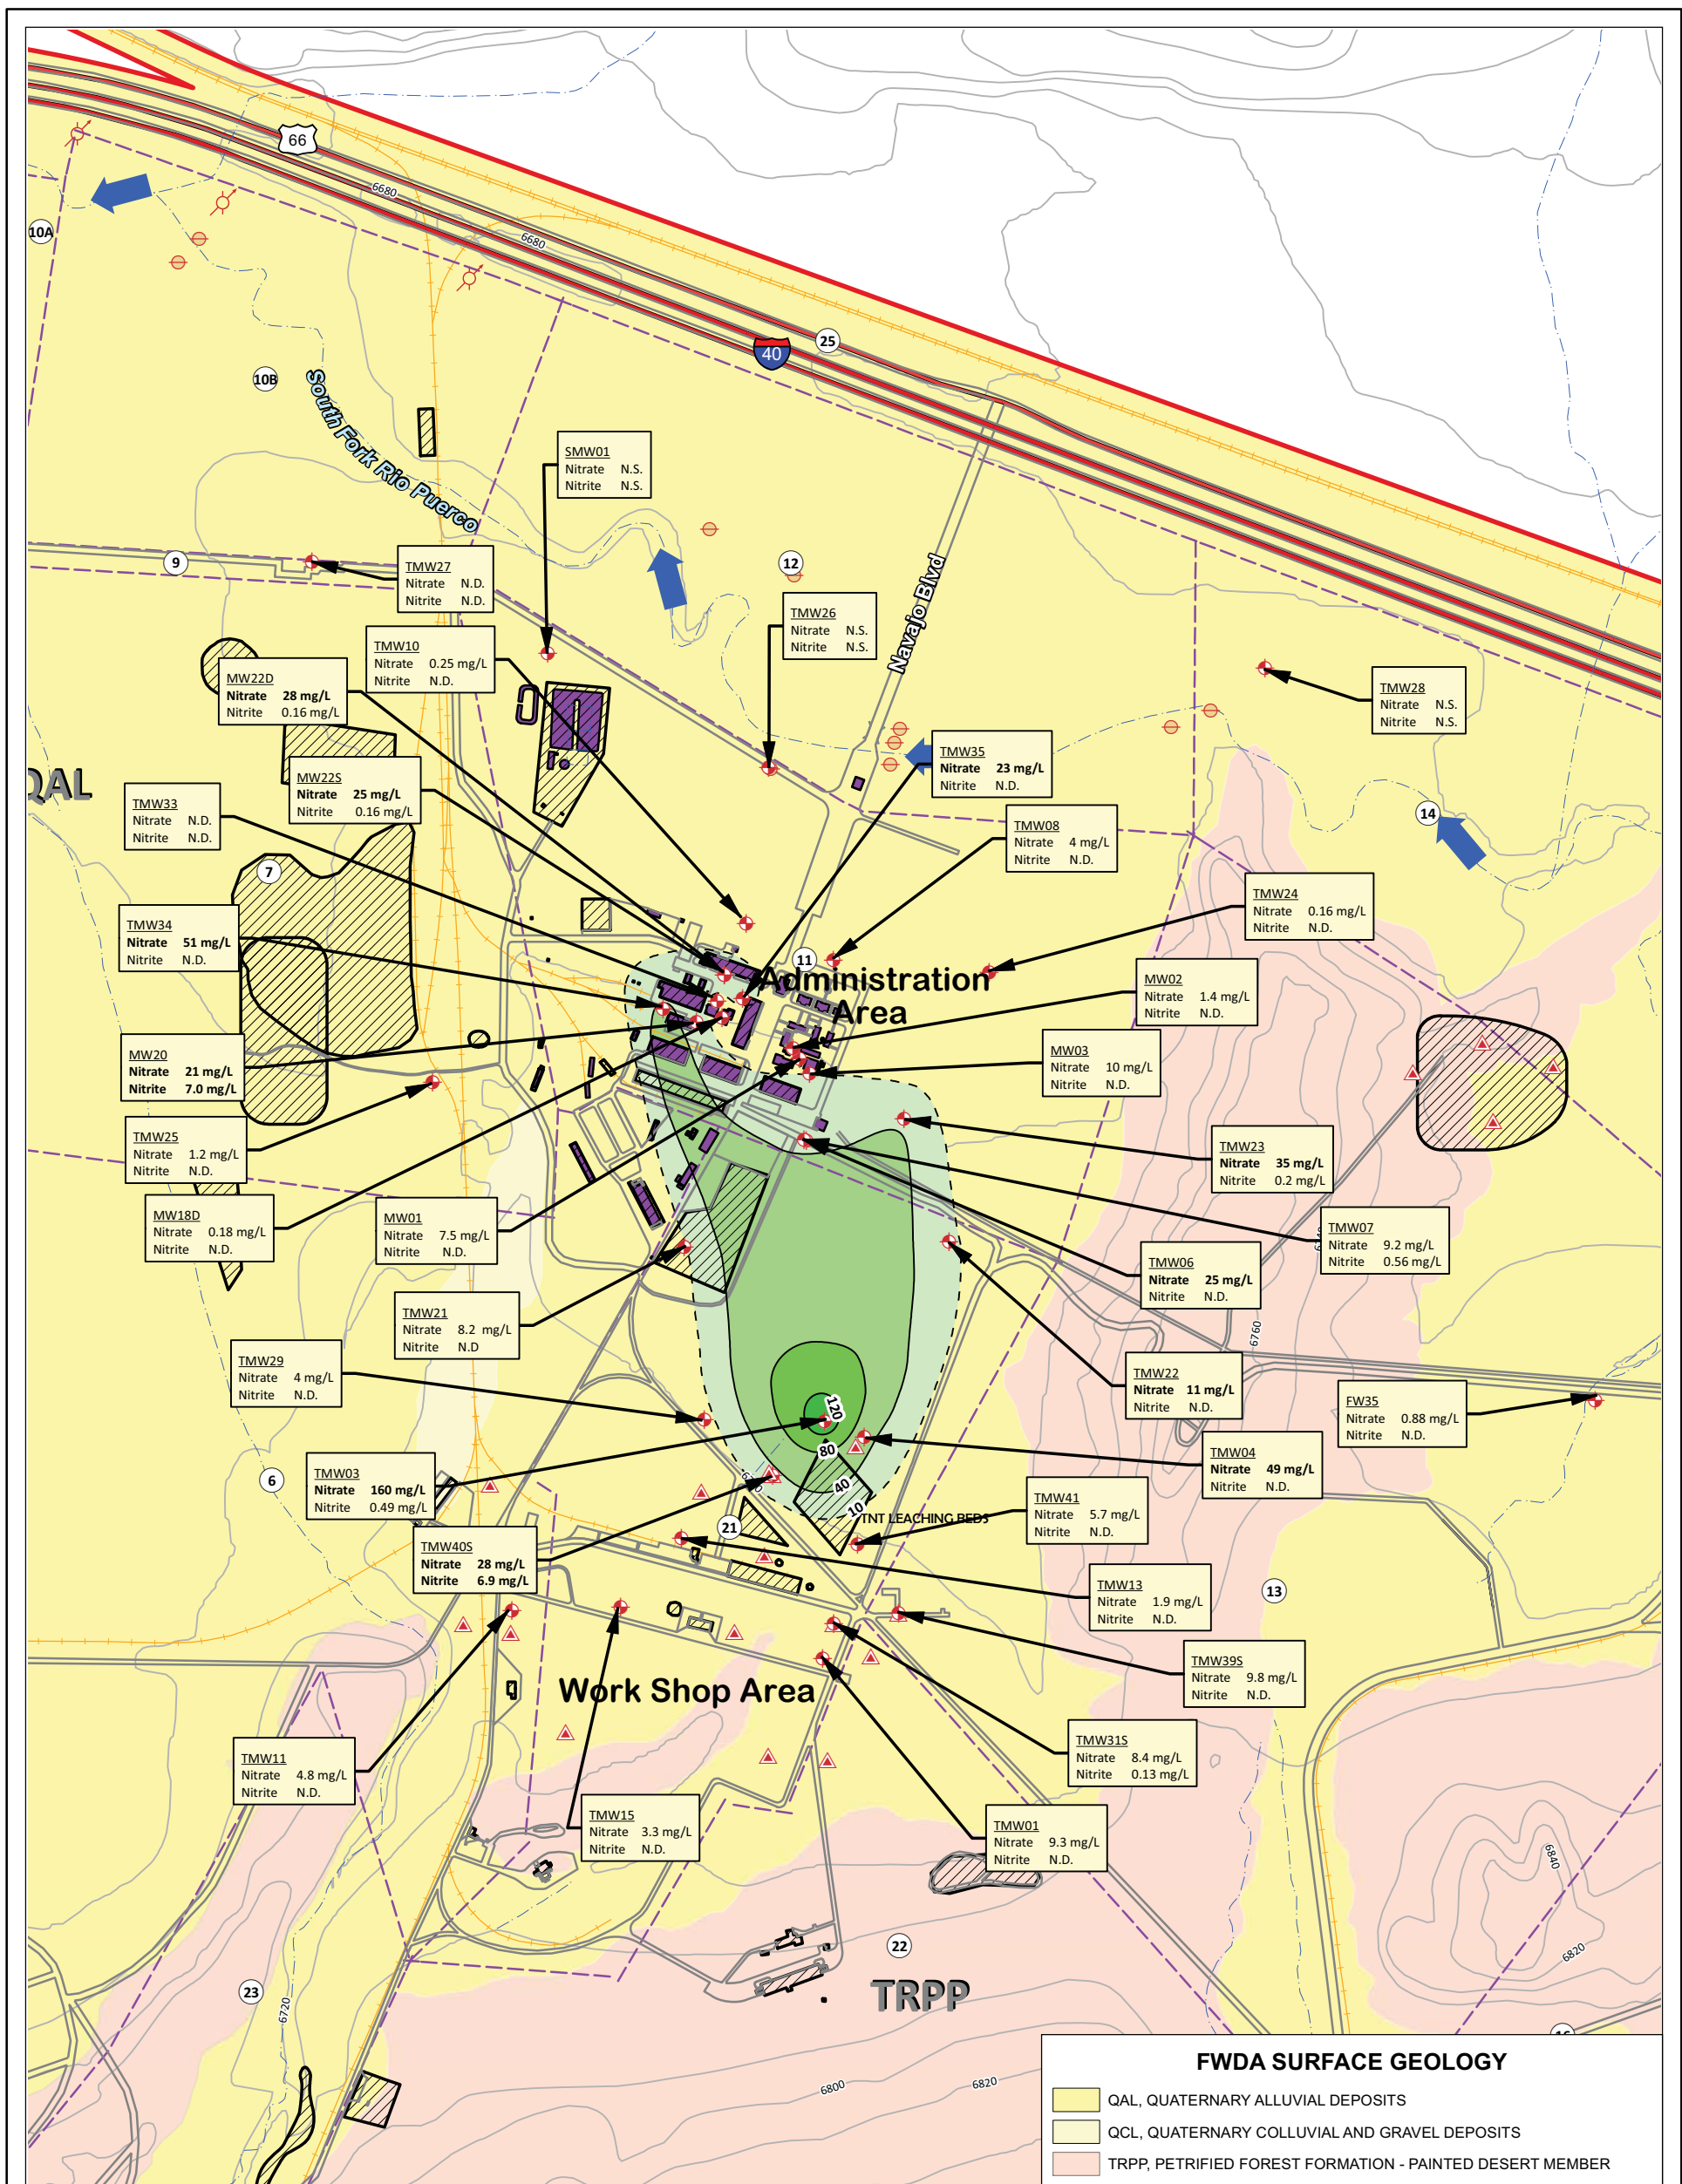 66
6680
10A
6680
25
40
10B
South Fork Rio Puerco
SMW01
Nitrate N.S.
Nitrite N.S.
9
12
TMW27
Nitrate N.D.
Nitrite N.D.
Navajo Blvd
TMW26
Nitrate N.S.
Nitrite N.S.
TMW10
Nitrate 0.25 mg/L
Nitrite N.D.
MW22D
Nitrate 28 mg/L
Nitrite 0.16 mg/L
TMW28
Nitrate N.S.
Nitrite N.S.
TMW35
Nitrate 23 mg/L
Nitrite N.D.
QAL
MW22S
Nitrate 25 mg/L
Nitrite 0.16 mg/L
TMW33
Nitrate N.D.
Nitrite N.D.
14
TMW08
Nitrate 4 mg/L
Nitrite N.D.
7
TMW24
Nitrate 0.16 mg/L
Nitrite N.D.
TMW34
Nitrate 51 mg/L
Nitrite N.D.
11
Administration
Area
MW02
Nitrate 1.4 mg/L
Nitrite N.D.
MW20
Nitrate 21 mg/L
Nitrite 7.0 mg/L
MW03
Nitrate 10 mg/L
Nitrite N.D.
TMW25
Nitrate 1.2 mg/L
Nitrite N.D.
TMW23
Nitrate 35 mg/L
Nitrite 0.2 mg/L
MW18D
Nitrate 0.18 mg/L
Nitrite N.D.
MW01
Nitrate 7.5 mg/L
Nitrite N.D.
TMW07
Nitrate 9.2 mg/L
Nitrite 0.56 mg/L
TMW06
Nitrate 25 mg/L
Nitrite N.D.
TMW21
Nitrate 8.2 mg/L
Nitrite N.D
6760
TMW29
Nitrate 4 mg/L
Nitrite N.D.
TMW22
Nitrate 11 mg/L
Nitrite N.D.
FW35
Nitrate 0.88 mg/L
Nitrite N.D.
120
80
40
10
TMW04
Nitrate 49 mg/L
Nitrite N.D.
6
TMW03
Nitrate 160 mg/L
Nitrite 0.49 mg/L
TMW41
Nitrate 5.7 mg/L
Nitrite N.D.
21
TNT LEACHING BEDS
TMW40S
Nitrate 28 mg/L
Nitrite 6.9 mg/L
TMW13
Nitrate 1.9 mg/L
Nitrite N.D.
13
TMW39S
Nitrate 9.8 mg/L
Nitrite N.D.
Work Shop Area
TMW31S
Nitrate 8.4 mg/L
Nitrite 0.13 mg/L
TMW11
Nitrate 4.8 mg/L
Nitrite N.D.
TMW15
Nitrate 3.3 mg/L
Nitrite N.D.
TMW01
Nitrate 9.3 mg/L
Nitrite N.D.
6840
22
6820
23
TRPP
6720
6800
6820
FWDA SURFACE GEOLOGY
QAL, QUATERNARY ALLUVIAL DEPOSITS
QCL, QUATERNARY COLLUVIAL AND GRAVEL DEPOSITS
TRPP, PETRIFIED FOREST FORMATION - PAINTED DESERT MEMBER